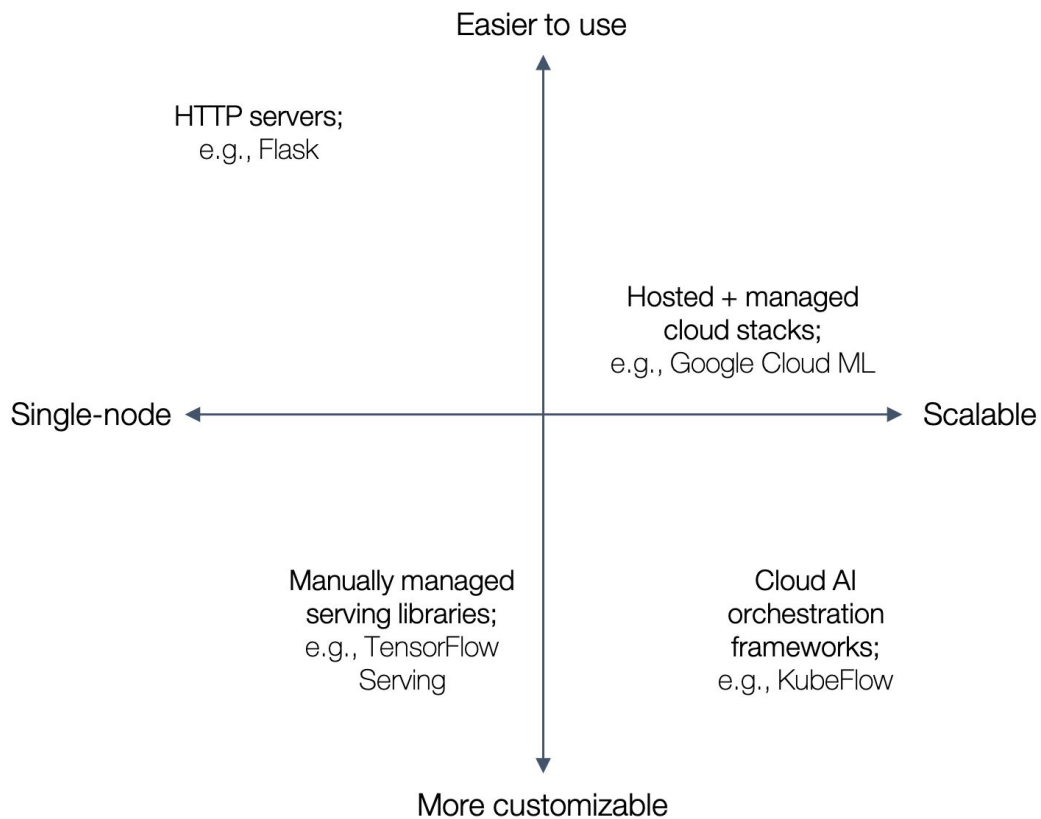 Easier to use
HTTP servers;
e.g., Flask
Hosted + managed
cloud stacks;
e.g., Google Cloud ML
Single-node
Scalable
Manually managed
serving libraries;
e.g., TensorFlow
Serving
Cloud AI
orchestration
frameworks;
e.g., KubeFlow
More customizable